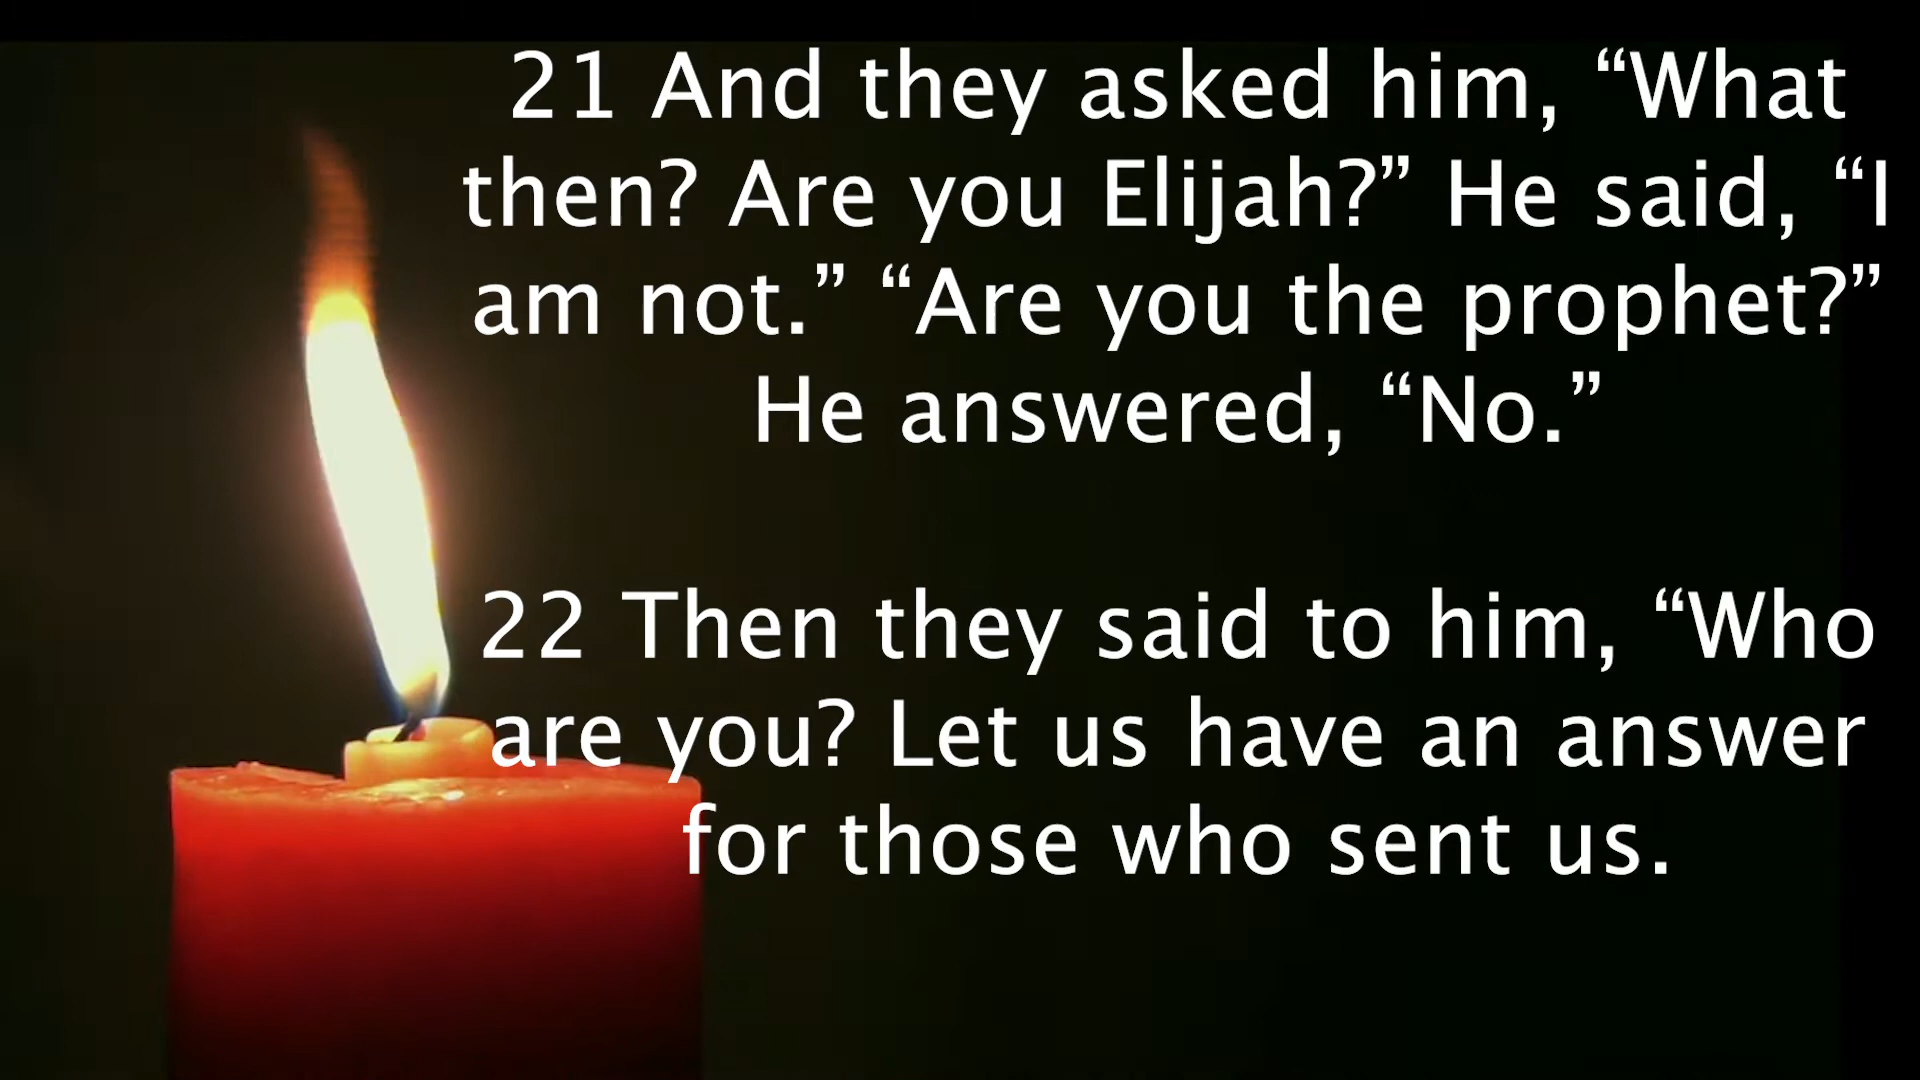 21 And they asked him, “What
then? Are you Elijah?” He said, “I
am not.” “Are you the prophet?”
He answered, “No.”
22 Then they said to him, “Who
are you? Let us have an answer
for those who sent us.